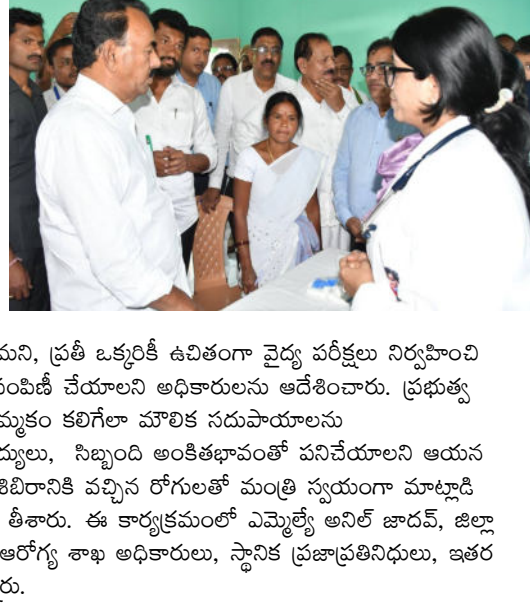 మని, ప్రతీ ఒక్కరికీ ఉచితంగా వైద్య పరీక్షలు నిర్వహించి
పంపిణీ చేయాలని అధికారులను ఆదేశించారు. ప్రభుత్వ
మ్మకం కలిగేలా మౌలిక సదుపాయాలను
ద్యులు, సిబ్బంది అంకితభావంతో పనిచేయాలని ఆయన
శిబిరానికి వచ్చిన రోగులతో మంత్రి స్వయంగా మాట్లాడి
తీశారు. ఈ కార్యక్రమంలో ఎమ్మెల్యే అనిల్ జాదవ్, జిల్లా
ఆరోగ్య శాఖ అధికారులు, స్థానిక ప్రజాప్రతినిధులు, ఇతర
రు.